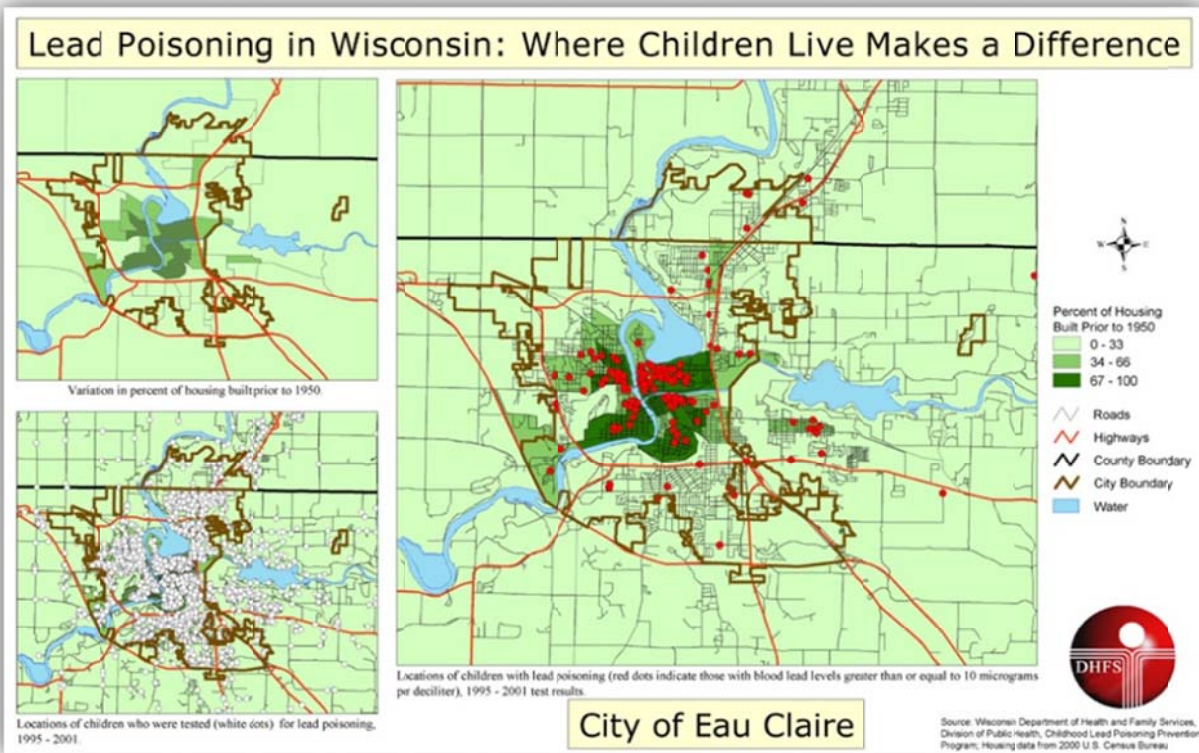 Lead Poisoning in Wisconsin: Where Children Live Makes a Difference
Variation in percent of housing builtprior to 1950.
Locations of children who were tested (white dots) for lead poisoning,
1995 - 2001.
Locations of children with lead poisoning (red dots indicate those with blood lead levels greater than or equal to 10 micrograms
pr deciliter), 1995 - 2001 test results.
City of Eau Claire
N
W E
S
Percent of Housing
Built Prior to 1950
0 - 33
34 - 66
67 - 100
Roads
Highways
County Boundary
City Boundary
Water
DHFS
Source: Wisconsin Department of Health and Family Services,
Division of Public Health, Childhood Lead Poisoning Prevention
Program; Housing data from 2000 U.S. Census Bureau